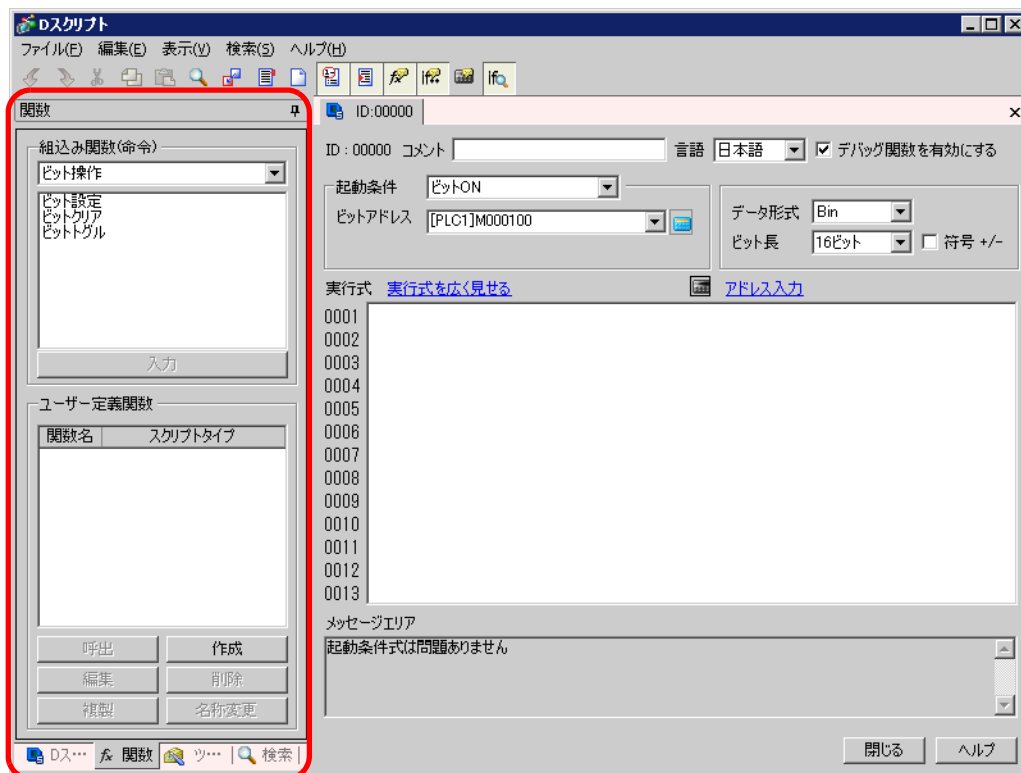 Dスクリプト
ファイル(F) 編集(E) 表示(V) 検索(S) ヘルプ(H)
関数
組込み関数(命令)
ビット操作
ビット設定
ビットクリア
ビットトグル
入力
ユーザー定義関数
関数名 スクリプトタイプ
呼出 作成
編集 削除
複製 名称変更
Dス… 関数 ツ… 検索
ID:00000
ID : 00000 コメント 言語 日本語 デバッグ関数を有効にする
起動条件 ビットON
ビットアドレス [PLC1]M000100
データ形式 Bin
ビット長 16ビット 符号 +/-
実行式 実行式を広く見せる アドレス入力
0001
0002
0003
0004
0005
0006
0007
0008
0009
0010
0011
0012
0013
メッセージエリア
起動条件式は問題ありません
閉じる ヘルプ